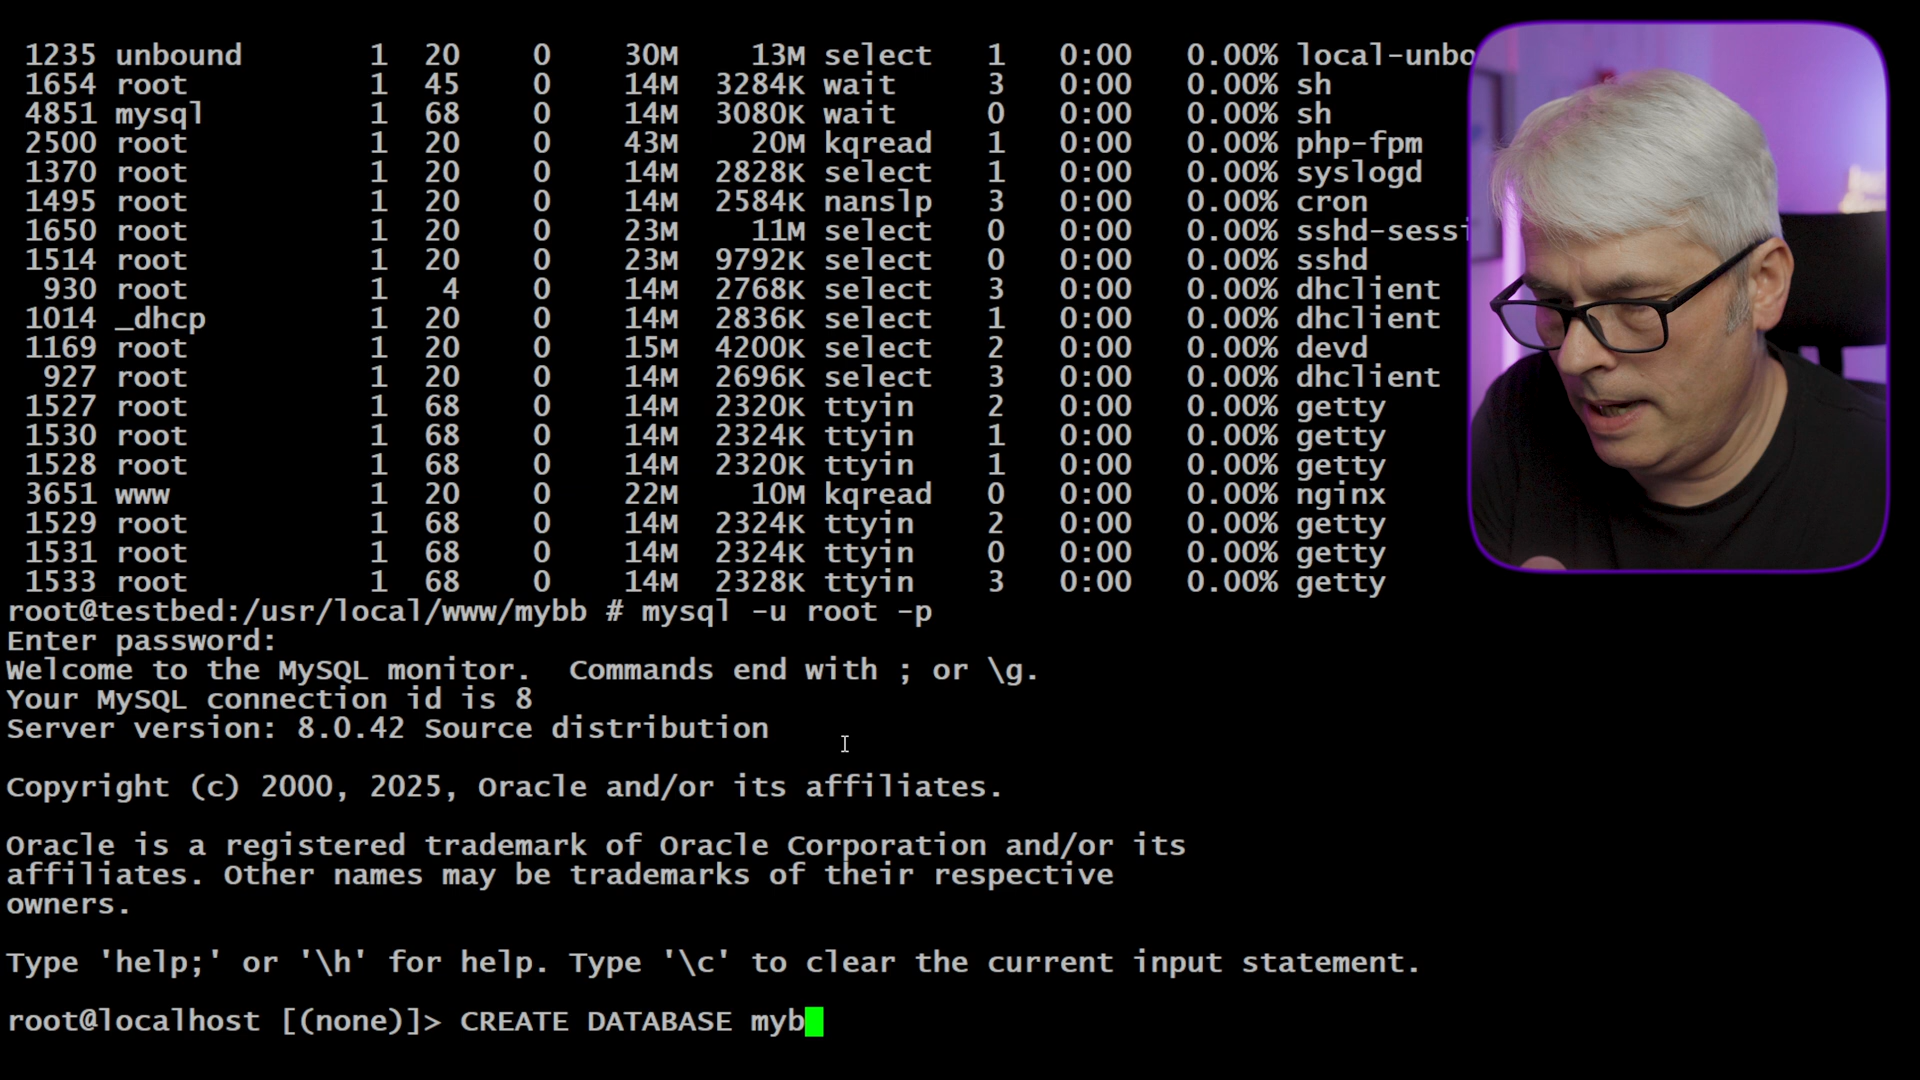 1235 unbound 1 20 0 30M 13M select 1 0:00 0.00% local-unbo
1654 root 1 45 0 14M 3284K wait 3 0:00 0.00% sh
4851 mysql 1 68 0 14M 3080K wait 0 0:00 0.00% sh
2500 root 1 20 0 43M 20M kqread 1 0:00 0.00% php-fpm
1370 root 1 20 0 14M 2828K select 1 0:00 0.00% syslogd
1495 root 1 20 0 14M 2584K nanslp 3 0:00 0.00% cron
1650 root 1 20 0 23M 11M select 0 0:00 0.00% sshd-sessi
1514 root 1 20 0 23M 9792K select 0 0:00 0.00% sshd
930 root 1 4 0 14M 2768K select 3 0:00 0.00% dhclient
1014 _dhcp 1 20 0 14M 2836K select 1 0:00 0.00% dhclient
1169 root 1 20 0 15M 4200K select 2 0:00 0.00% devd
927 root 1 20 0 14M 2696K select 3 0:00 0.00% dhclient
1527 root 1 68 0 14M 2320K ttyin 2 0:00 0.00% getty
1530 root 1 68 0 14M 2324K ttyin 1 0:00 0.00% getty
1528 root 1 68 0 14M 2320K ttyin 1 0:00 0.00% getty
3651 www 1 20 0 22M 10M kqread 0 0:00 0.00% nginx
1529 root 1 68 0 14M 2324K ttyin 2 0:00 0.00% getty
1531 root 1 68 0 14M 2324K ttyin 0 0:00 0.00% getty
1533 root 1 68 0 14M 2328K ttyin 3 0:00 0.00% getty
root@testbed:/usr/local/www/mybb # mysql -u root -p
Enter password:
Welcome to the MySQL monitor.  Commands end with ; or \g.
Your MySQL connection id is 8
Server version: 8.0.42 Source distribution
Copyright (c) 2000, 2025, Oracle and/or its affiliates.
Oracle is a registered trademark of Oracle Corporation and/or its
affiliates. Other names may be trademarks of their respective
owners.
Type 'help;' or '\h' for help. Type '\c' to clear the current input statement.
root@localhost [(none)]> CREATE DATABASE myb